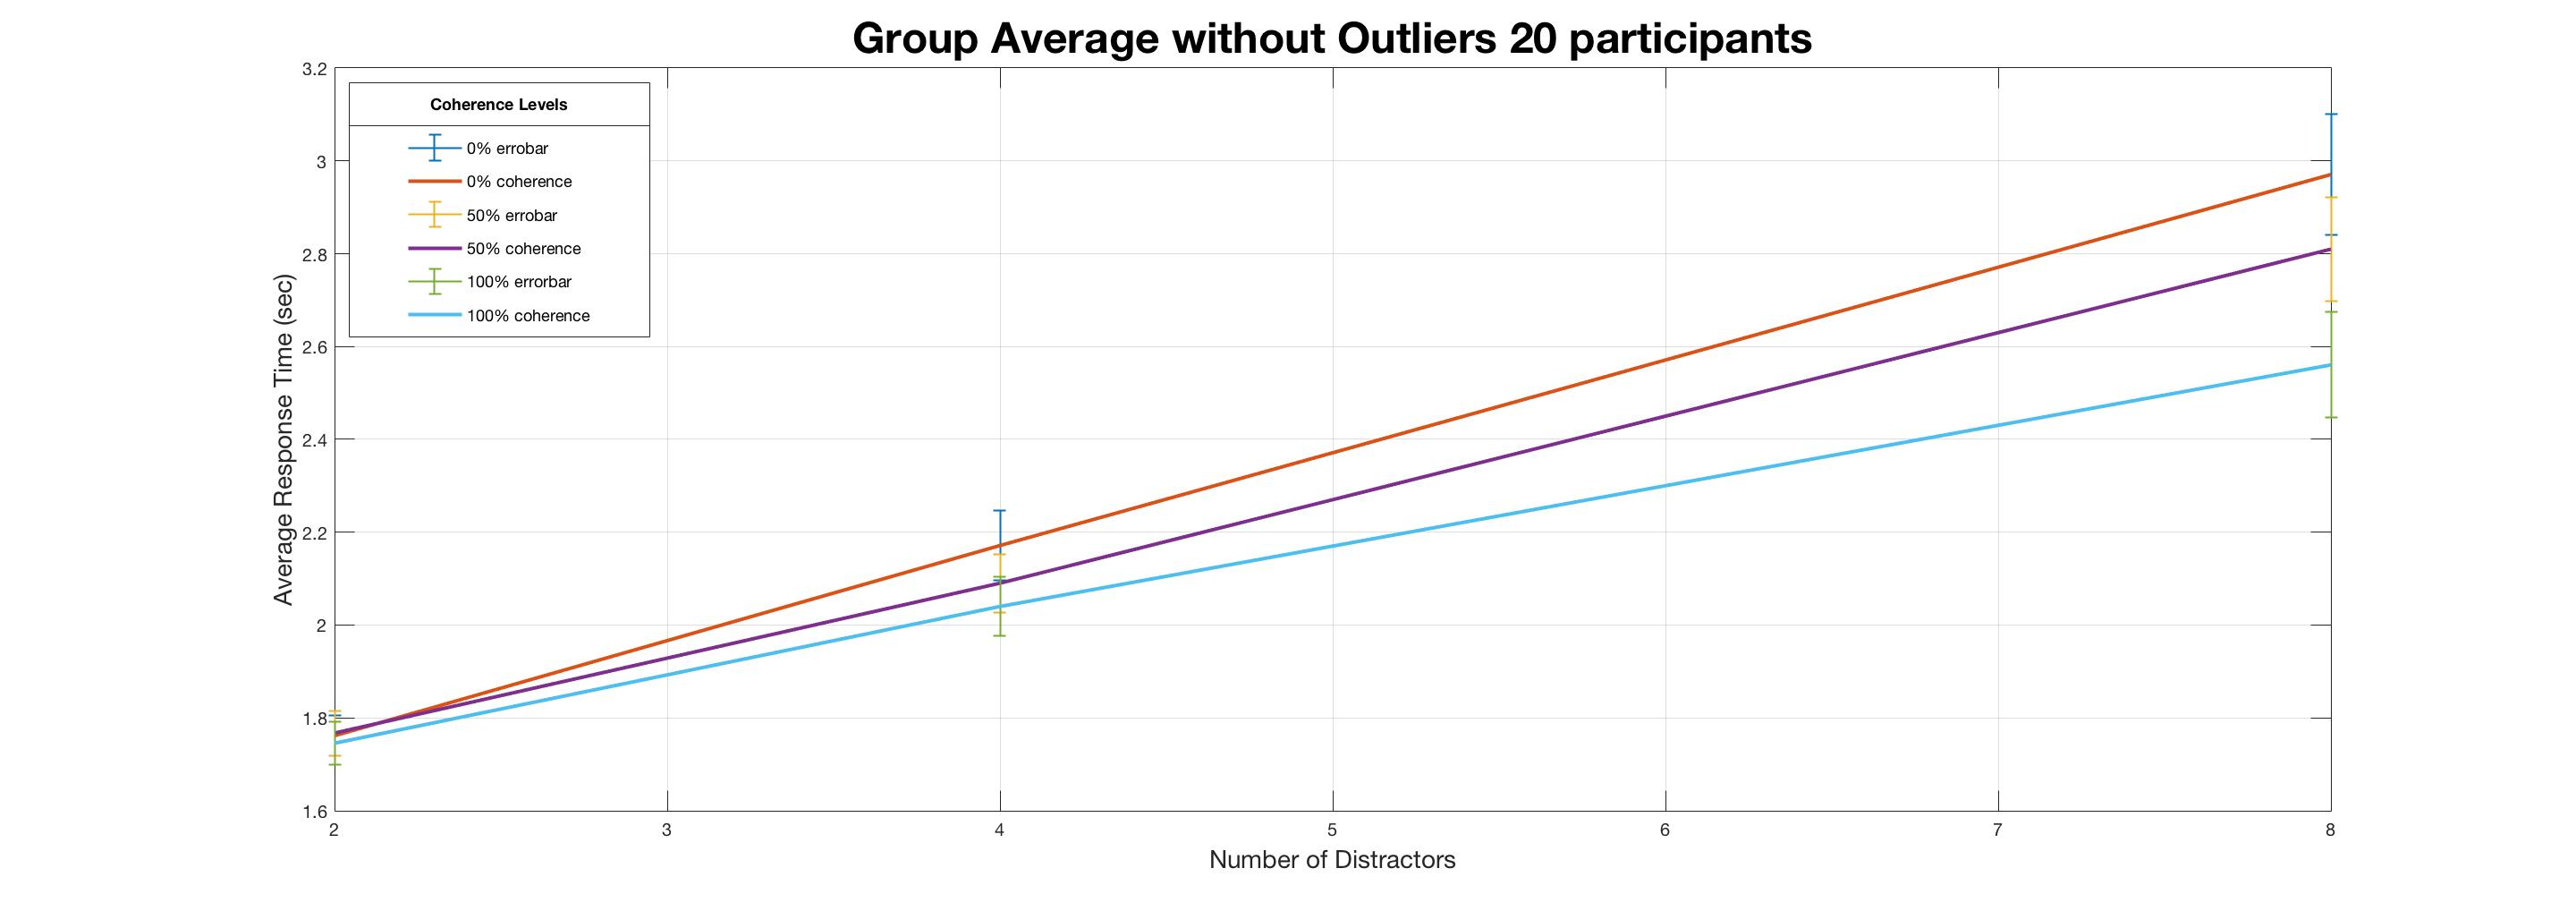 Group Average without Outliers 20 participants
Coherence Levels
0% errobar
0% coherence
50% errobar
50% coherence
100% errorbar
100% coherence
Average Response Time (sec)
3.2
3
2.8
2.6
2.4
2.2
2
1.8
1.6
2 3 4 5 6 7 8
Number of Distractors